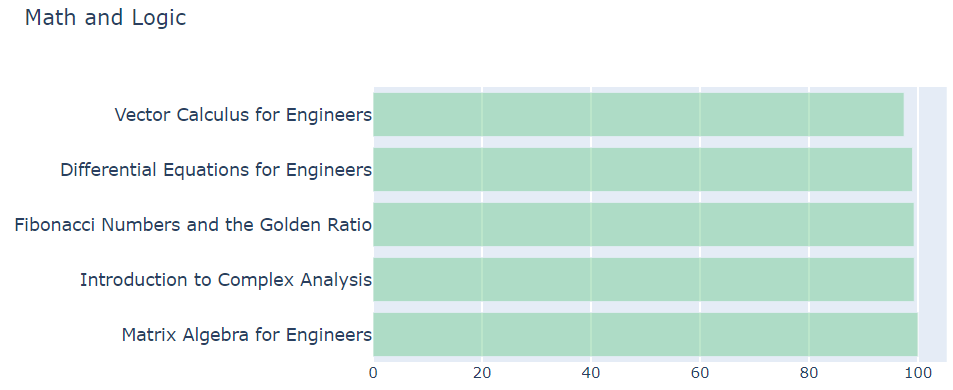 Math and Logic
Vector Calculus for Engineers
Differential Equations for Engineers
Fibonacci Numbers and the Golden Ratio
Introduction to Complex Analysis
Matrix Algebra for Engineers
0 20 40 60 80 100